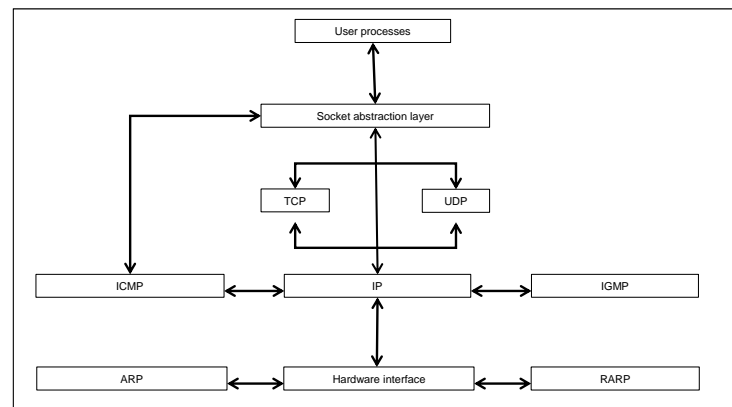 User processes
Socket abstraction layer
TCP
UDP
ICMP
IP
IGMP
ARP
Hardware interface
RARP